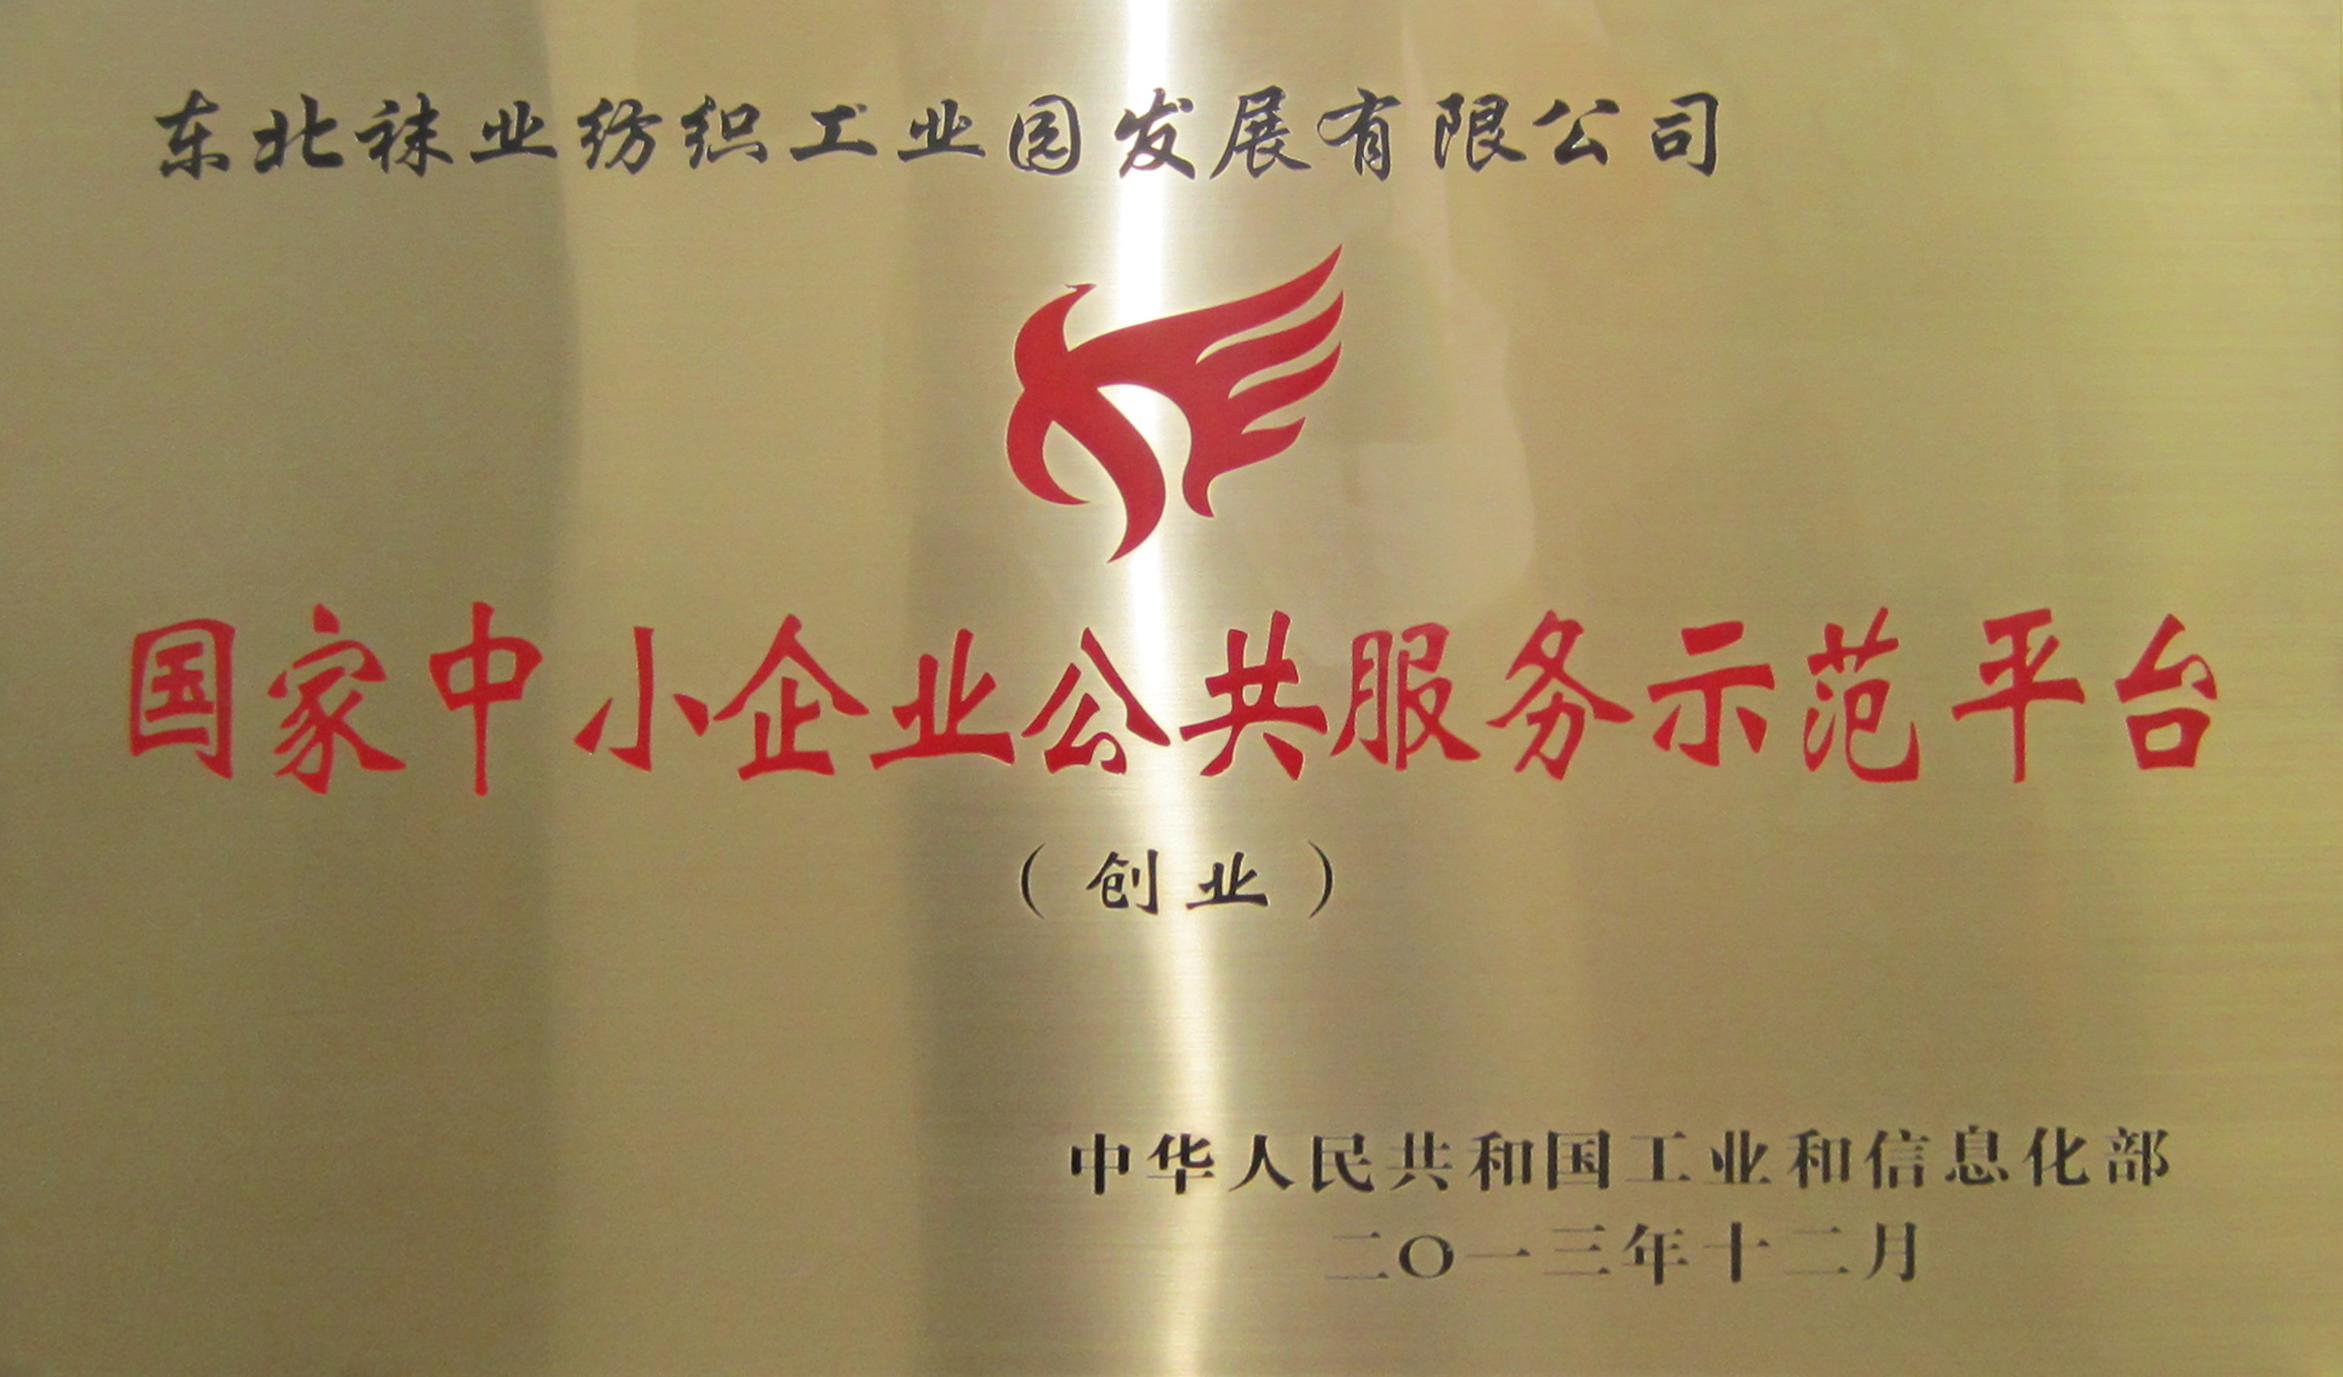 东北袜业纺织工业园发展有限公司
国家中小企业公共服务示范平台
（创业）
中华人民共和国工业和信息化部
二〇一三年十二月